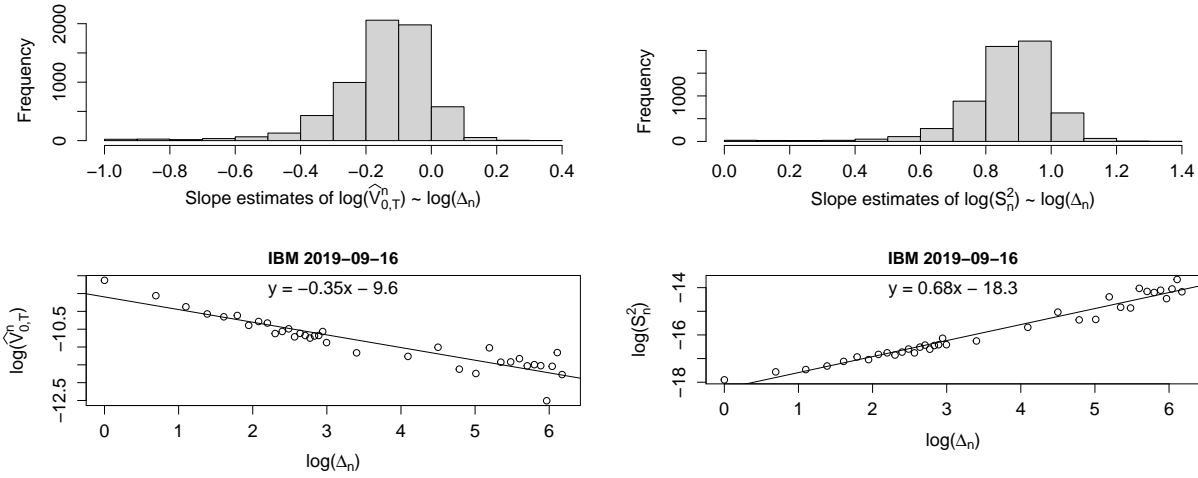 Frequency
0 1000 2000
−1.0 −0.8 −0.6 −0.4 −0.2 0.0 0.2 0.4
Slope estimates of log(V̂ⁿ₀,T) ~ log(Δₙ)
Frequency
0 1000
0.0 0.2 0.4 0.6 0.8 1.0 1.2 1.4
Slope estimates of log(S²ₙ) ~ log(Δₙ)
IBM 2019−09−16
y = −0.35x − 9.6
log(V̂ⁿ₀,T)
−12.5 −10.5
0 1 2 3 4 5 6
log(Δₙ)
IBM 2019−09−16
y = 0.68x − 18.3
log(S²ₙ)
−18 −16 −14
0 1 2 3 4 5 6
log(Δₙ)